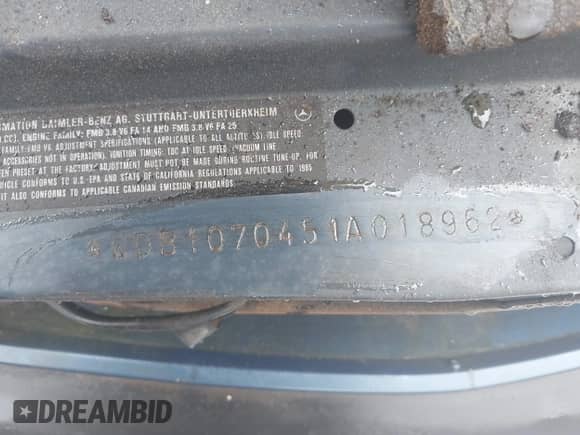 RMATION DAIMLER-BENZ AG. STUTTGART-UNTERTUERKHEIM
CC). ENGINE FAMILY: FMB 3.8 V6 FA 14 AND FMB 3.8 V6 FA 25
FAMILY: FMB V6. ADJUSTMENT SPECIFICATIONS: (APPLICABLE TO ALL ALTITUDES) IDLE SPEED
ACCESSORIES NOT IN OPERATION). IGNITION TIMING: TDC AT IDLE SPEED, VACUUM LINE
EEN PRESET AT THE FACTORY. ADJUSTMENT MUST BE MADE DURING ROUTINE TUNE-UP. FOR
VEHICLE CONFORMS TO U.S. EPA AND STATE OF CALIFORNIA REGULATIONS APPLICABLE TO 1985
IT ALSO CONFORMS TO APPLICABLE CANADIAN EMISSION STANDARDS
WDB1070451A018962
DREAMBID